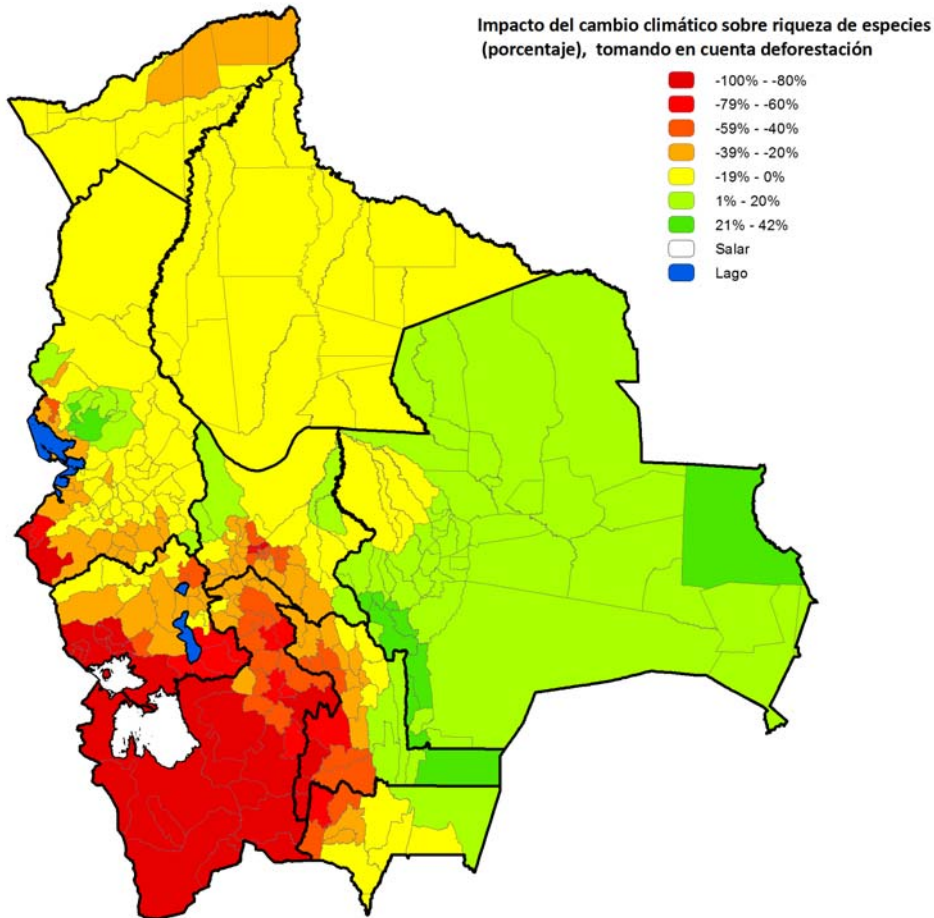 Impacto del cambio climático sobre riqueza de especies
(porcentaje), tomando en cuenta deforestación
-100% - -80%
-79% - -60%
-59% - -40%
-39% - -20%
-19% - 0%
1% - 20%
21% - 42%
Salar
Lago